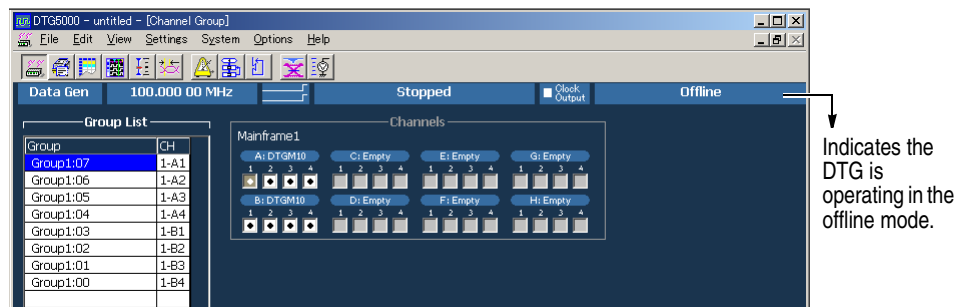 DTG5000 - untitled - [Channel Group]
File Edit View Settings System Options Help
Data Gen 100.000 00 MHz Stopped Clock Output Offline
Group List
Group CH
Group1:07 1-A1
Group1:06 1-A2
Group1:05 1-A3
Group1:04 1-A4
Group1:03 1-B1
Group1:02 1-B2
Group1:01 1-B3
Group1:00 1-B4
Channels
Mainframe1
A: DTGM10 C: Empty E: Empty G: Empty
1 2 3 4 1 2 3 4 1 2 3 4 1 2 3 4
B: DTGM10 D: Empty F: Empty H: Empty
1 2 3 4 1 2 3 4 1 2 3 4 1 2 3 4
Indicates the
DTG is
operating in the
offline mode.